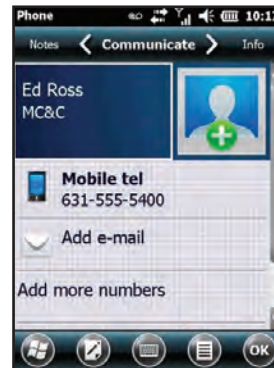 Phone 10:1
Notes Communicate Info
Ed Ross
MC&C
Mobile tel
631-555-5400
Add e-mail
Add more numbers
OK